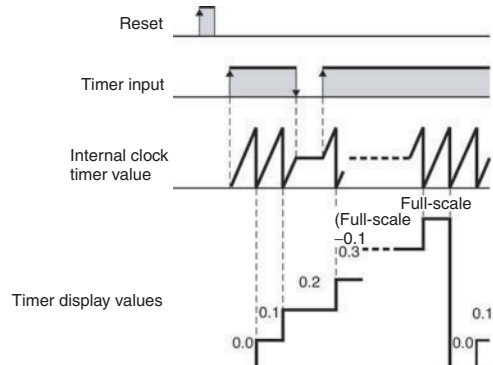 Reset
Timer input
Internal clock
timer value
Full-scale
(Full-scale
–0.1
0.3
0.2
Timer display values
0.1
0.1
0.0
0.0